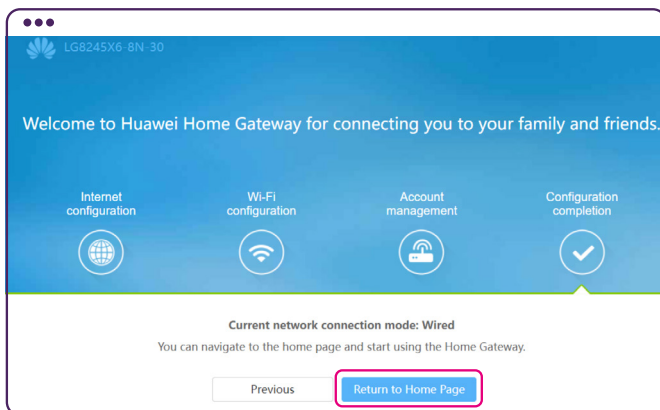 LG8245X6-8N-30
Welcome to Huawei Home Gateway for connecting you to your family and friends.
Internet
configuration
Wi-Fi
configuration
Account
management
Configuration
completion
Current network connection mode: Wired
You can navigate to the home page and start using the Home Gateway.
Previous
Return to Home Page